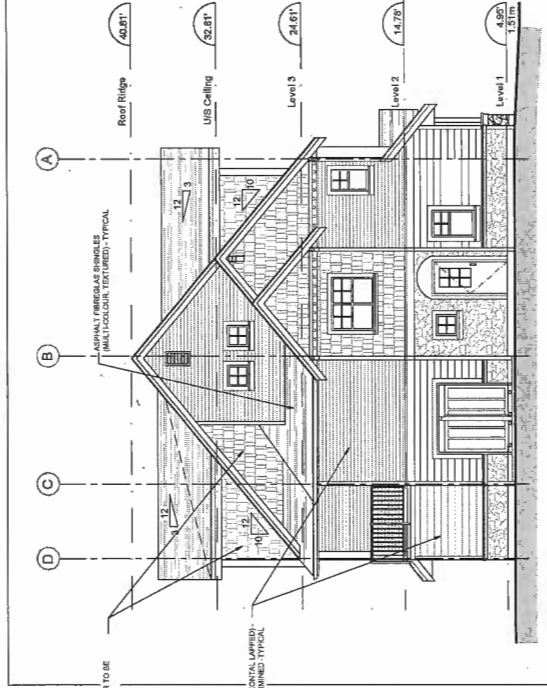 40.81'
Roof Ridge
32.81'
U/S Ceiling
24.61'
Level 3
14.78'
Level 2
4.95'
1.51m
Level 1
A
B
C
D
ASPHALT FIBREGLAS SHINGLES
(MULTI-COLOUR, TEXTURED) - TYPICAL
12
3
12
10
12
3
12
10
R TO BE
ONTAL LAPPED) -
RMINED - TYPICAL